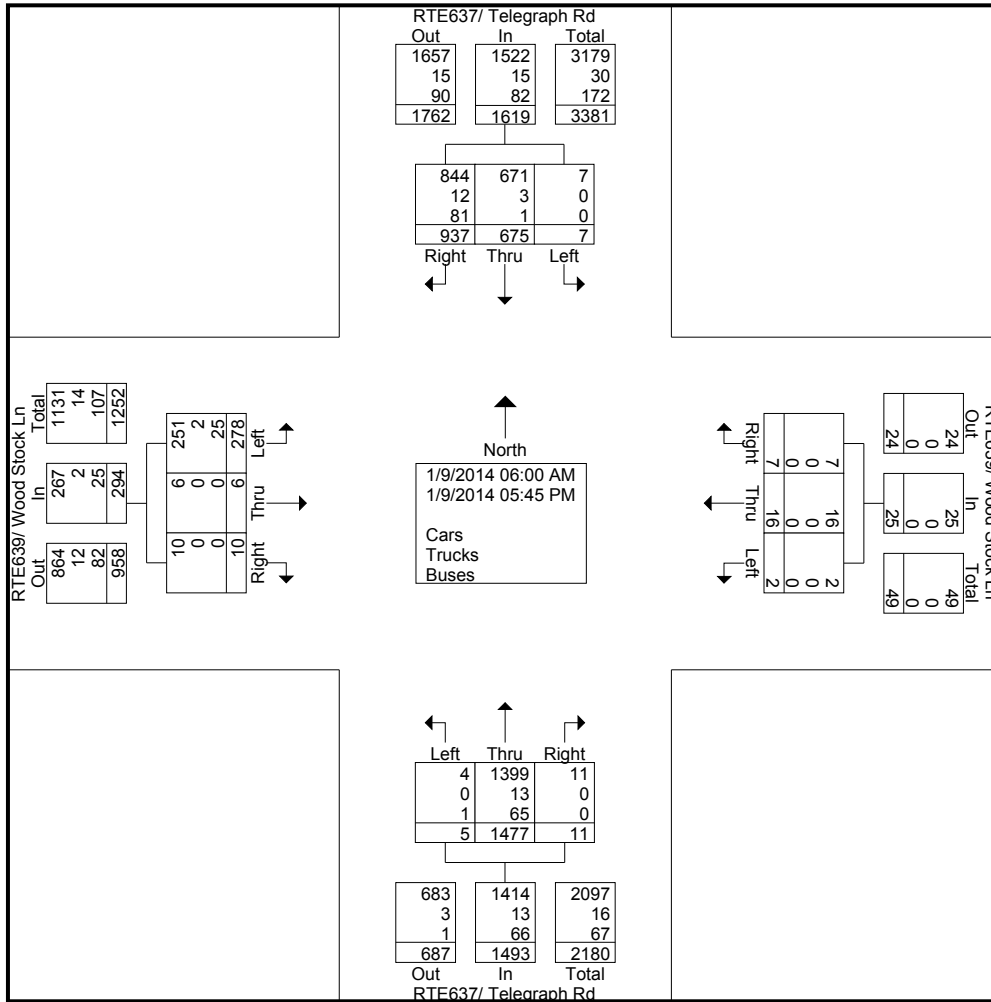 RTE637/ Telegraph Rd
Out In Total
1657 1522 3179
15 15 30
90 82 172
1762 1619 3381
844 671 7
12 3 0
81 1 0
937 675 7
Right Thru Left
RTE639/ Wood Stock Ln
Total
1131
14
107
1252
In
267
2
25
294
Out
864
12
82
958
251
2
25
278
Left
6
0
0
6
Thru
10
0
0
10
Right
North
1/9/2014 06:00 AM
1/9/2014 05:45 PM
Cars
Trucks
Buses
Right
7
0
0
7
Thru
16
0
0
16
Left
2
0
0
2
RTE639/ Wood Stock Ln
Out
24
0
0
24
In
25
0
0
25
Total
49
0
0
49
Left Thru Right
4 1399 11
0 13 0
1 65 0
5 1477 11
683 1414 2097
3 13 16
1 66 67
687 1493 2180
Out In Total
RTE637/ Telegraph Rd